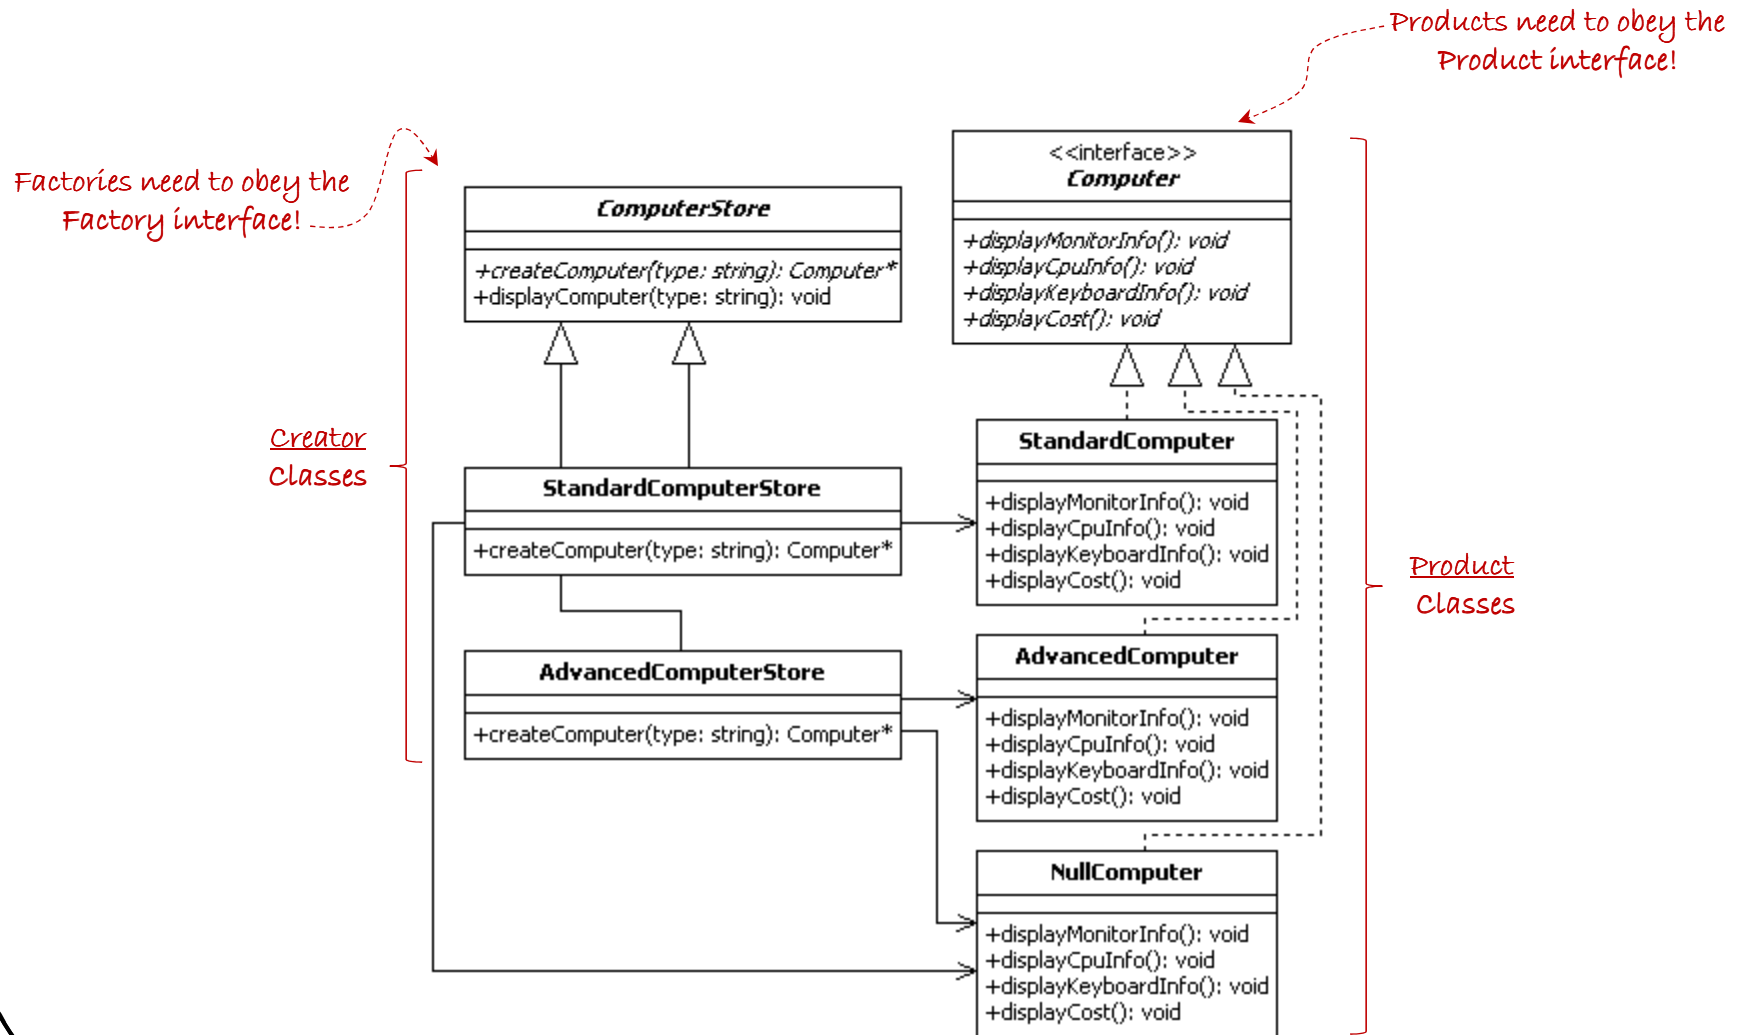 Products need to obey the
Product interface!
Factories need to obey the
Factory interface!
Creator
Classes
ComputerStore
+createComputer(type: string): Computer*
+displayComputer(type: string): void
<<interface>>
Computer
+displayMonitorInfo(): void
+displayCpuInfo(): void
+displayKeyboardInfo(): void
+displayCost(): void
StandardComputerStore
+createComputer(type: string): Computer*
StandardComputer
+displayMonitorInfo(): void
+displayCpuInfo(): void
+displayKeyboardInfo(): void
+displayCost(): void
AdvancedComputerStore
+createComputer(type: string): Computer*
AdvancedComputer
+displayMonitorInfo(): void
+displayCpuInfo(): void
+displayKeyboardInfo(): void
+displayCost(): void
NullComputer
+displayMonitorInfo(): void
+displayCpuInfo(): void
+displayKeyboardInfo(): void
+displayCost(): void
Product
Classes